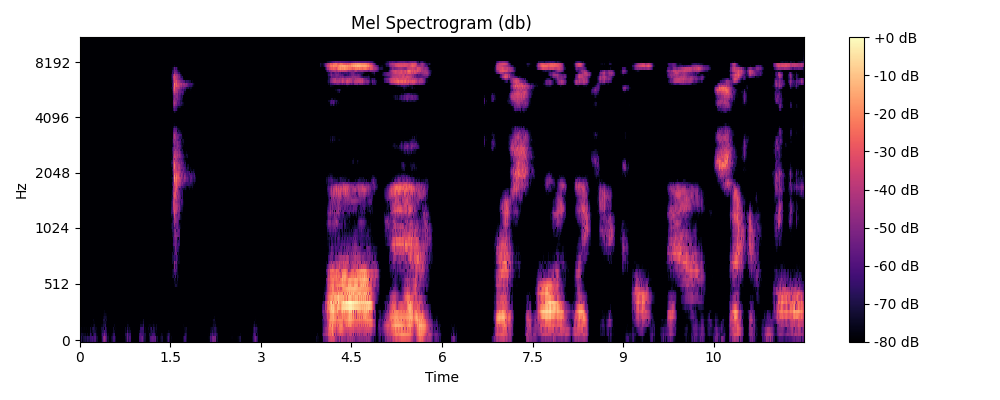 Mel Spectrogram (db)
8192
4096
2048
1024
512
0
Hz
0 1.5 3 4.5 6 7.5 9 10
Time
+0 dB
-10 dB
-20 dB
-30 dB
-40 dB
-50 dB
-60 dB
-70 dB
-80 dB